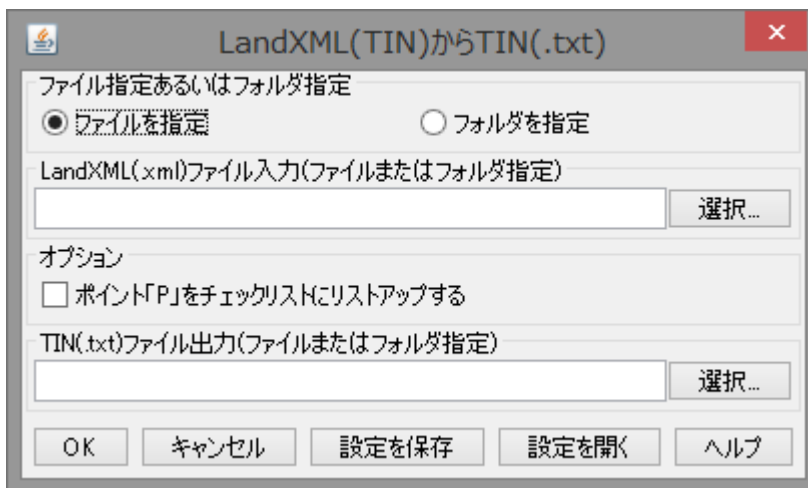 LandXML(TIN)からTIN(.txt)
ファイル指定あるいはフォルダ指定
ファイルを指定 フォルダを指定
LandXML(.xml)ファイル入力(ファイルまたはフォルダ指定)
選択...
オプション
ポイント「P」をチェックリストにリストアップする
TIN(.txt)ファイル出力(ファイルまたはフォルダ指定)
選択...
OK キャンセル 設定を保存 設定を開く ヘルプ